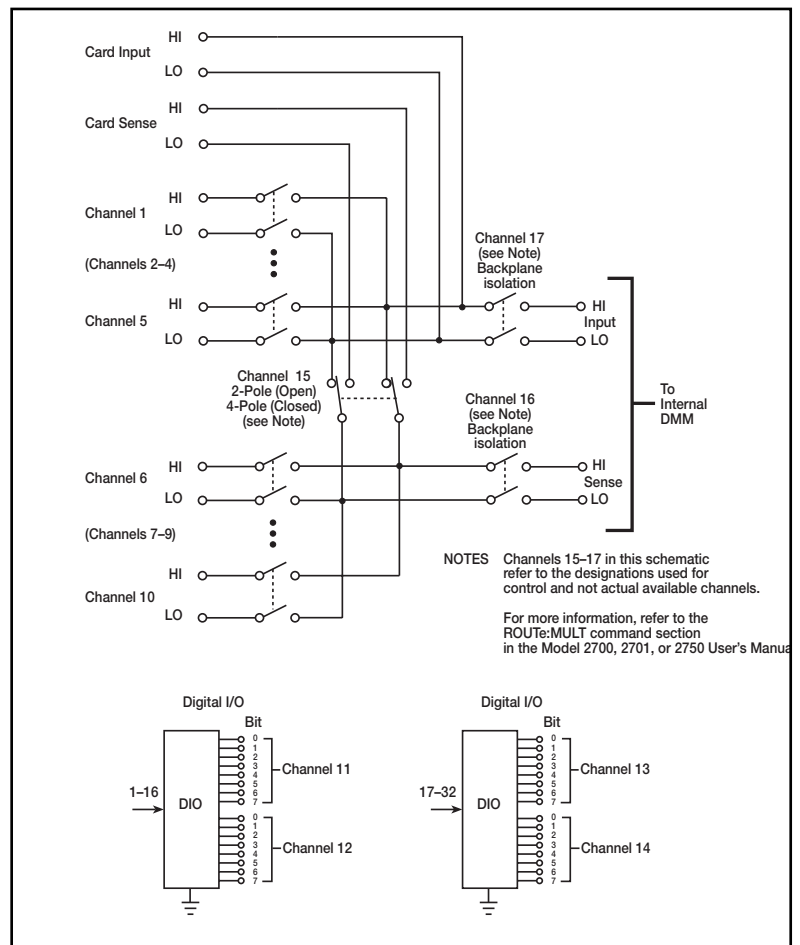 HI
Card Input
LO
HI
Card Sense
LO
HI
Channel 1
LO
(Channels 2–4)
HI
Channel 5
LO
Channel 17
(see Note)
Backplane
isolation
HI
Input
LO
Channel 15
2-Pole (Open)
4-Pole (Closed)
(see Note)
Channel 16
(see Note)
Backplane
isolation
To
Internal
DMM
HI
Channel 6
LO
HI
Sense
LO
(Channels 7–9)
HI
Channel 10
LO
NOTES Channels 15–17 in this schematic
refer to the designations used for
control and not actual available channels.
For more information, refer to the
ROUTe:MULT command section
in the Model 2700, 2701, or 2750 User's Manua
Digital I/O
Bit
1–16
DIO
0
1
2
3
4
5
6
7
Channel 11
0
1
2
3
4
5
6
7
Channel 12
Digital I/O
Bit
17–32
DIO
0
1
2
3
4
5
6
7
Channel 13
0
1
2
3
4
5
6
7
Channel 14